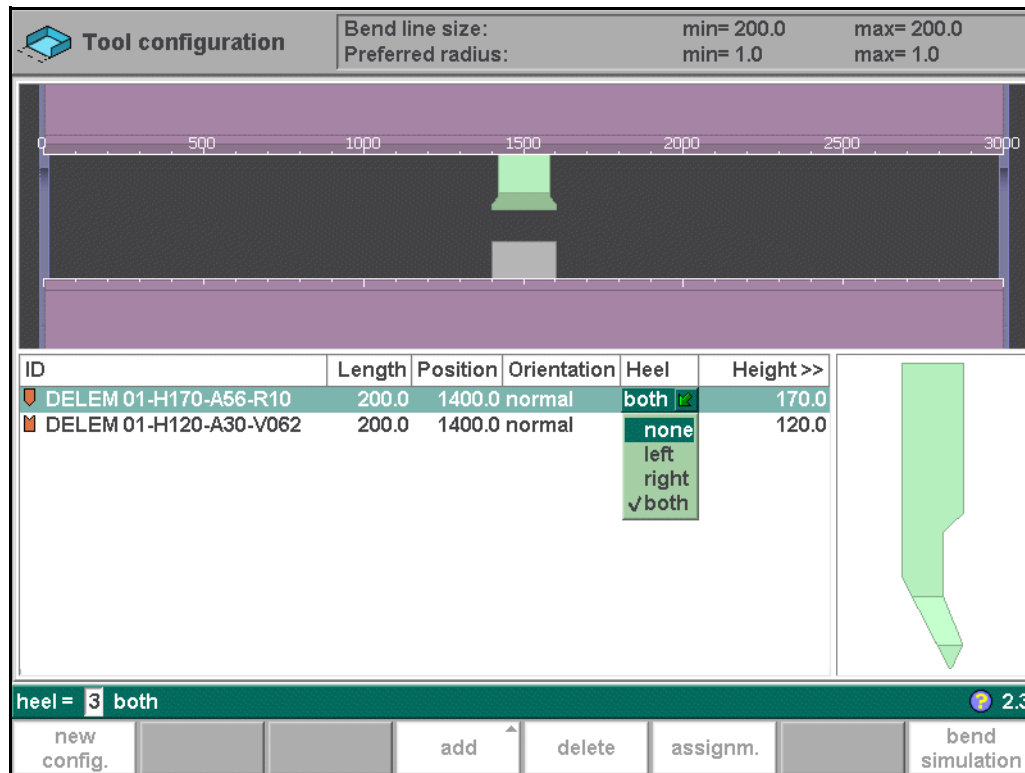 Tool configuration
Bend line size: min= 200.0 max= 200.0
Preferred radius: min= 1.0 max= 1.0
0 500 1000 1500 2000 2500 3000
ID Length Position Orientation Heel Height >>
DELEM 01-H170-A56-R10 200.0 1400.0 normal both 170.0
DELEM 01-H120-A30-V062 200.0 1400.0 normal none 120.0
left
right
both
heel = 3 both ? 2.3
new config. add delete assignm. bend simulation